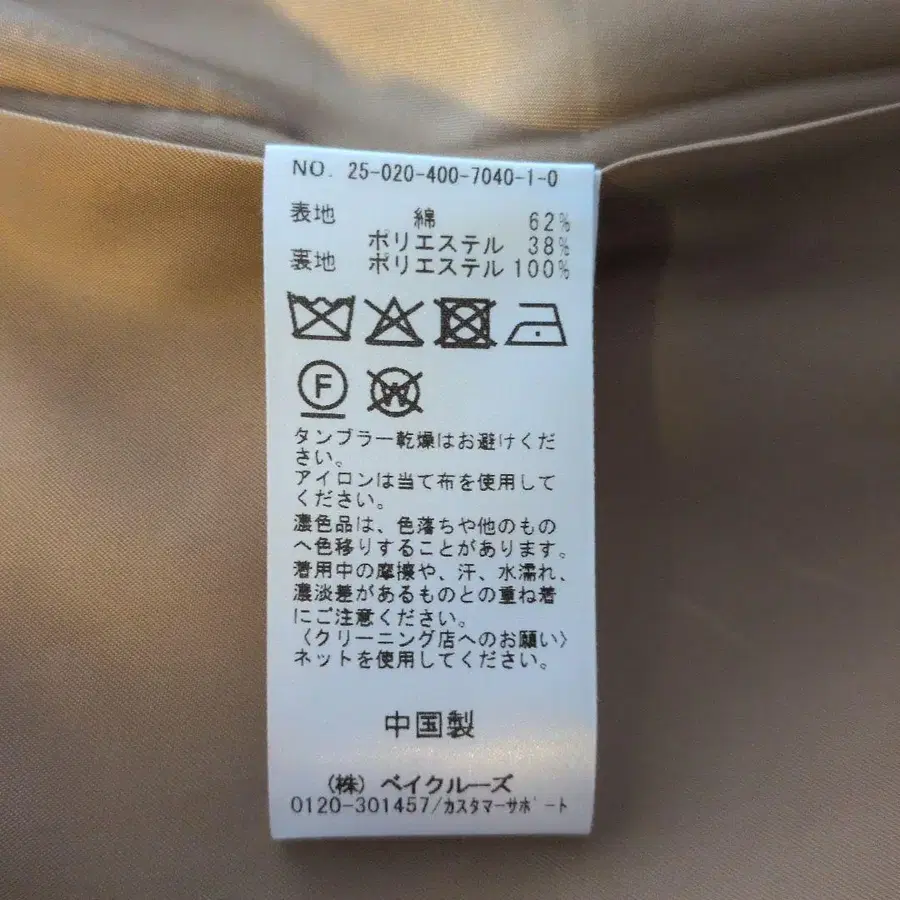 NO. 25-020-400-7040-1-0
表地 綿 62%
ポリエステル 38%
裏地 ポリエステル 100%
F W
タンブラー乾燥はお避けくだ
さい。
アイロンは当て布を使用して
ください。
濃色品は、色落ちや他のもの
へ色移りすることがあります。
着用中の摩擦や、汗、水濡れ、
濃淡差があるものとの重ね着
にご注意ください。
〈クリーニング店へのお願い〉
ネットを使用してください。
中国製
(株) ベイクルーズ
0120-301457/カスタマーサポート